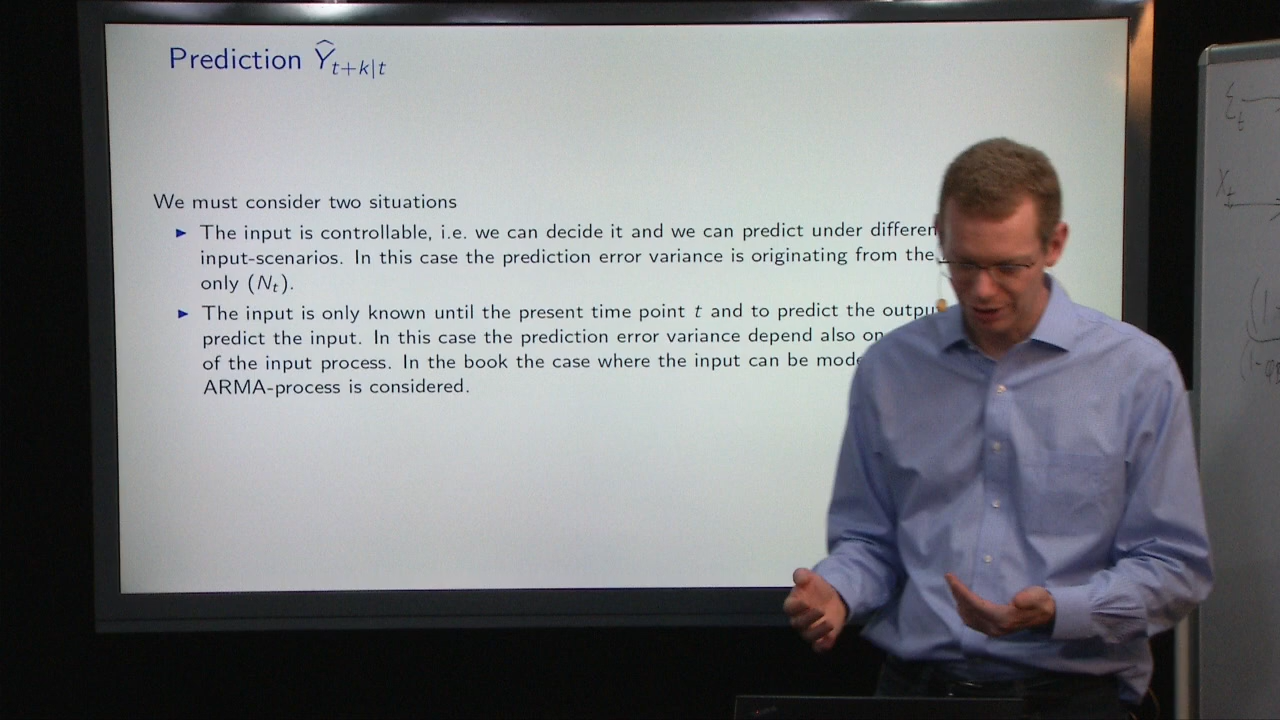 Prediction Ŷ_{t+k|t}
We must consider two situations
▶ The input is controllable, i.e. we can decide it and we can predict under
input-scenarios. In this case the prediction error variance is originating from the
only (N_t).
▶ The input is only known until the present time point t and to predict the
predict the input. In this case the prediction error variance depend also on
of the input process. In the book the case where the input can be
ARMA-process is considered.
ε_t
X_t